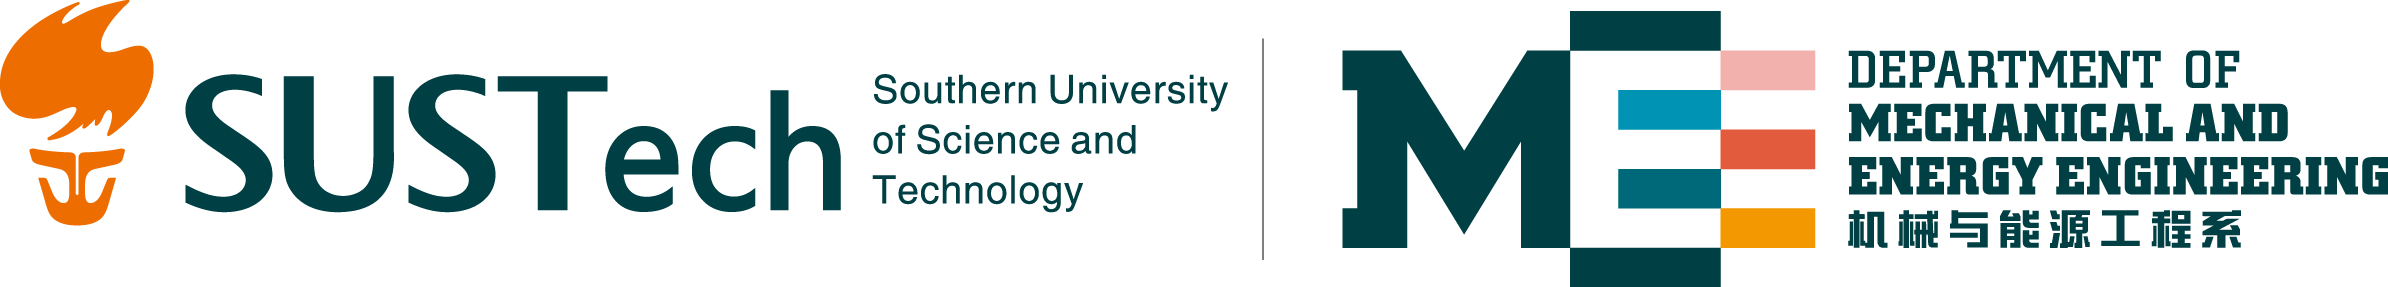 SUSTech
Southern University
of Science and
Technology
MEE
DEPARTMENT OF
MECHANICAL AND
ENERGY ENGINEERING
机械与能源工程系